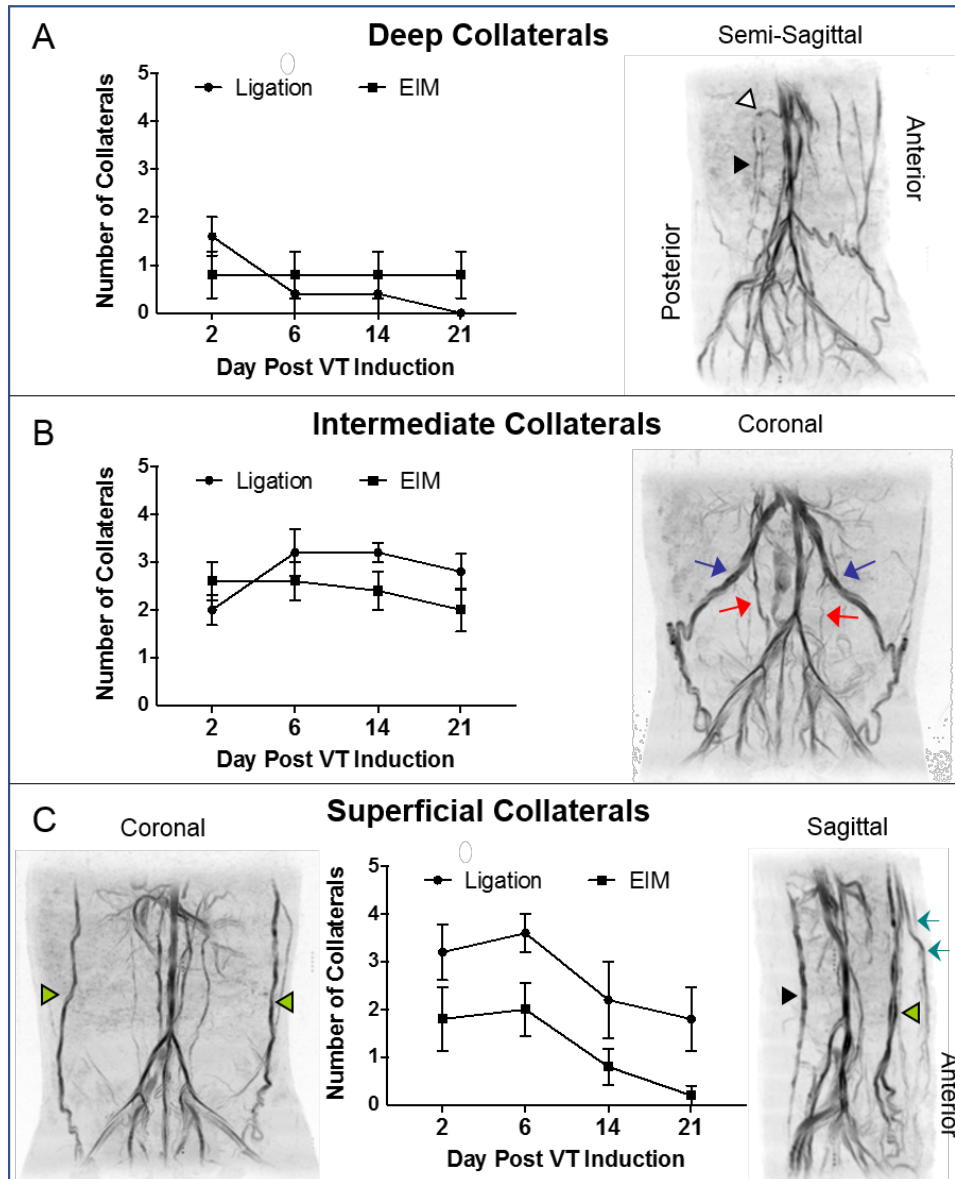 A
Deep Collaterals
Semi-Sagittal
5
4
3
2
1
0
Number of Collaterals
Ligation
EIM
2
6
14
21
Day Post VT Induction
Posterior
Anterior
B
Intermediate Collaterals
Coronal
5
4
3
2
1
0
Number of Collaterals
Ligation
EIM
2
6
14
21
Day Post VT Induction
C
Superficial Collaterals
Coronal
Sagittal
5
4
3
2
1
0
Number of Collaterals
Ligation
EIM
2
6
14
21
Day Post VT Induction
Anterior